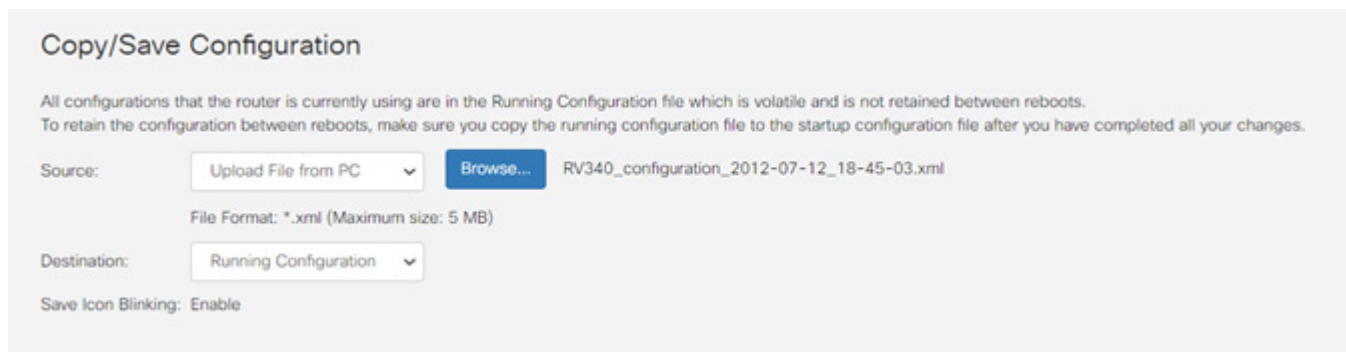 Copy/Save Configuration
All configurations that the router is currently using are in the Running Configuration file which is volatile and is not retained between reboots.
To retain the configuration between reboots, make sure you copy the running configuration file to the startup configuration file after you have completed all your changes.
Source: Upload File from PC Browse... RV340_configuration_2012-07-12_18-45-03.xml
File Format: *.xml (Maximum size: 5 MB)
Destination: Running Configuration
Save Icon Blinking: Enable